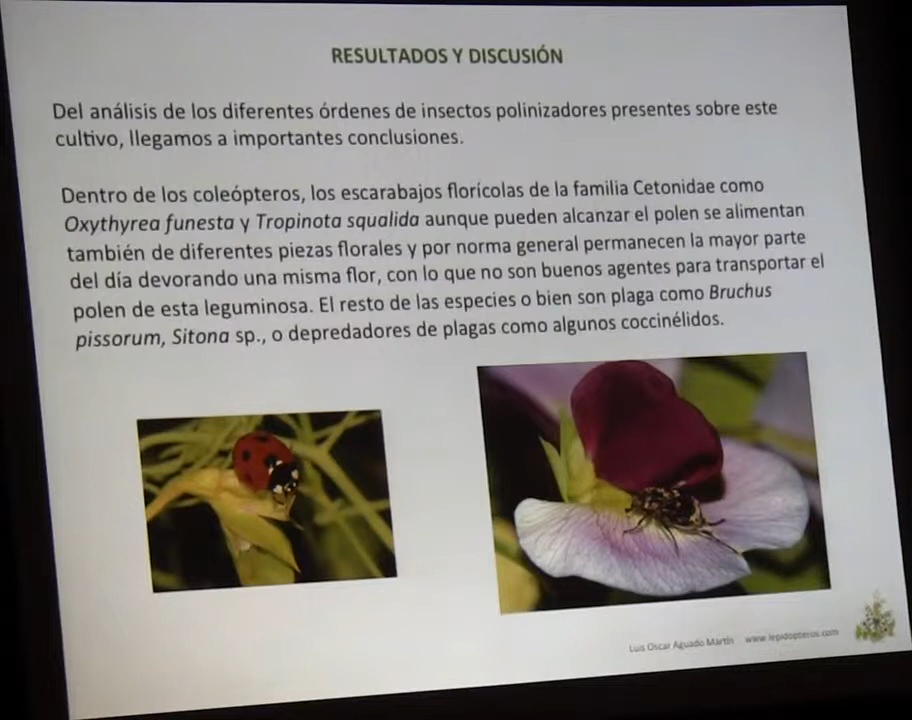 RESULTADOS Y DISCUSIÓN
Del análisis de los diferentes órdenes de insectos polinizadores presentes sobre este
cultivo, llegamos a importantes conclusiones.
Dentro de los coleópteros, los escarabajos florícolas de la familia Cetonidae como
Oxythyrea funesta y Tropinota squalida aunque pueden alcanzar el polen se alimentan
también de diferentes piezas florales y por norma general permanecen la mayor parte
del día devorando una misma flor, con lo que no son buenos agentes para transportar el
polen de esta leguminosa. El resto de las especies o bien son plaga como Bruchus
pissorum, Sitona sp., o depredadores de plagas como algunos coccinélidos.
Luis Oscar Aguado Martín www.lepidopteros.com